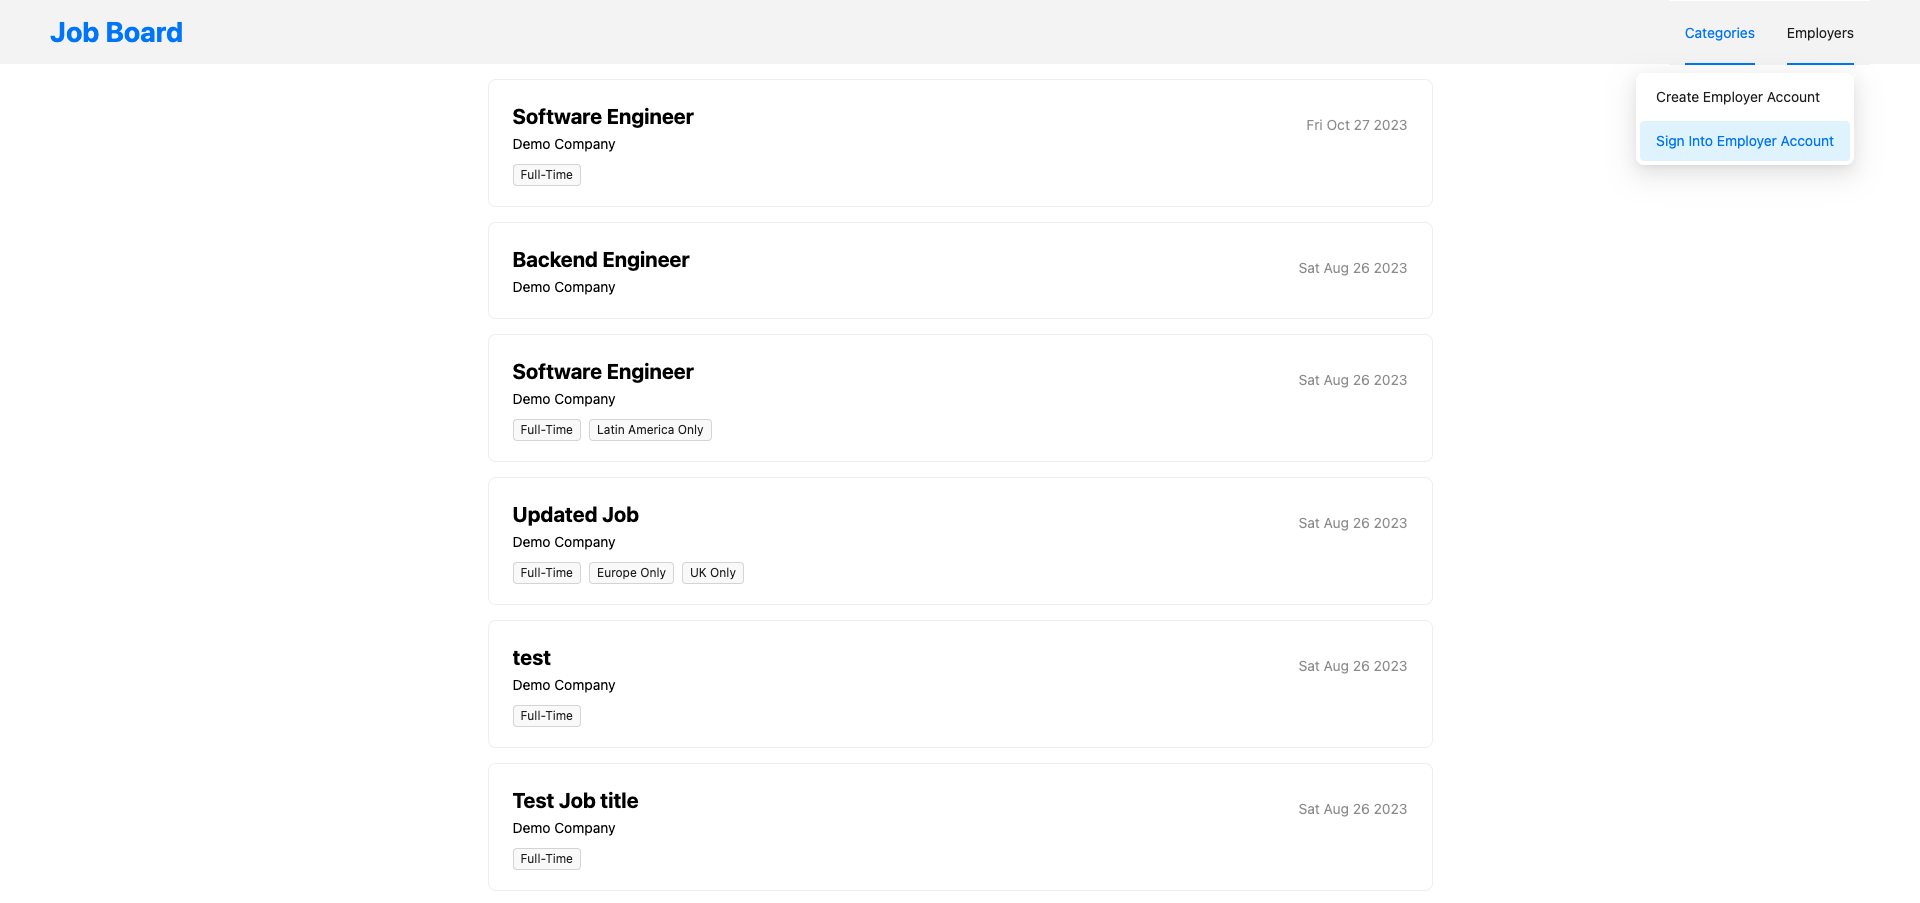 Job Board
Categories
Employers
Create Employer Account
Sign Into Employer Account
Software Engineer
Demo Company
Full-Time
Fri Oct 27 2023
Backend Engineer
Demo Company
Sat Aug 26 2023
Software Engineer
Demo Company
Full-Time Latin America Only
Sat Aug 26 2023
Updated Job
Demo Company
Full-Time Europe Only UK Only
Sat Aug 26 2023
test
Demo Company
Full-Time
Sat Aug 26 2023
Test Job title
Demo Company
Full-Time
Sat Aug 26 2023